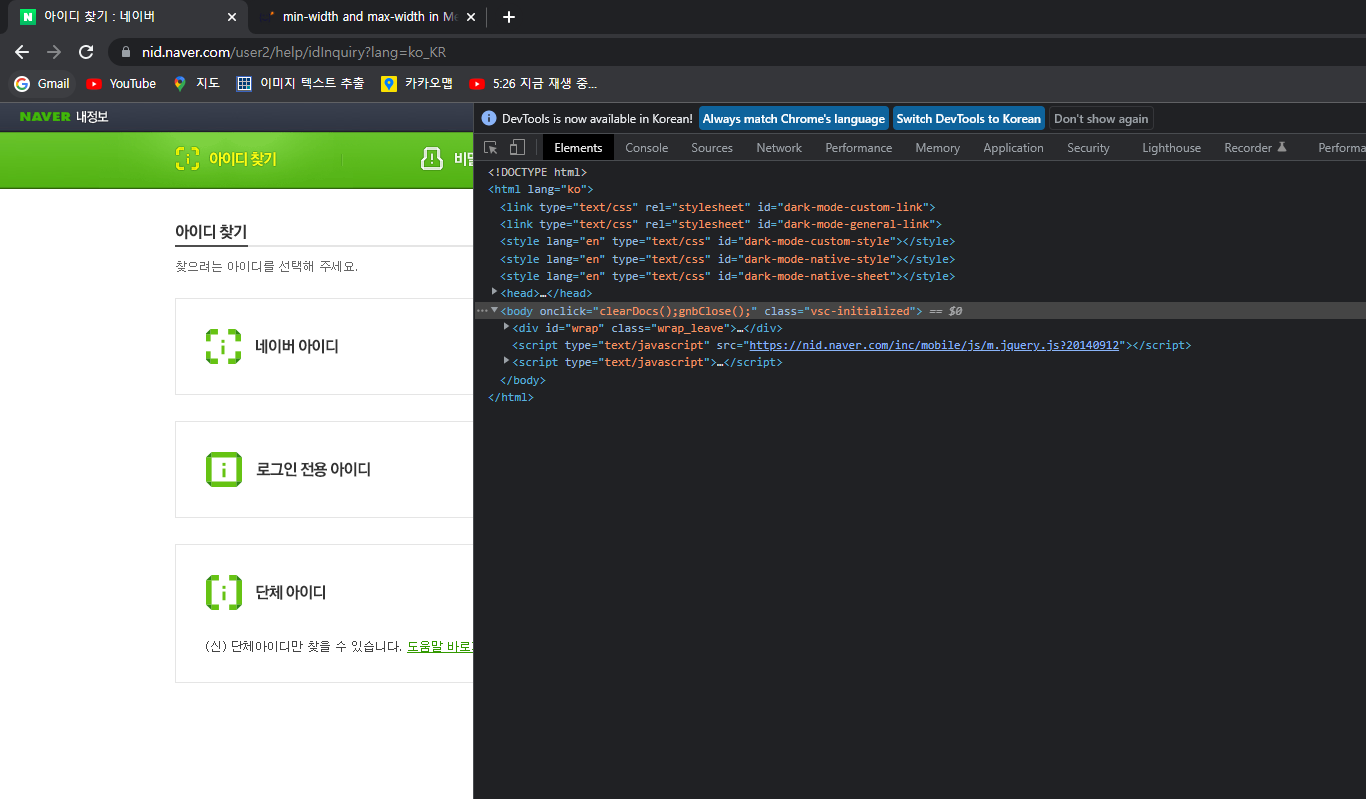 아이디 찾기 : 네이버
min-width and max-width in Me
nid.naver.com/user2/help/idInquiry?lang=ko_KR
Gmail YouTube 지도 이미지 텍스트 추출 카카오맵 5:26 지금 재생 중...
NAVER 내정보
아이디 찾기 비밀
아이디 찾기
찾으려는 아이디를 선택해 주세요.
네이버 아이디
로그인 전용 아이디
단체 아이디
(신) 단체아이디만 찾을 수 있습니다. 도움말 바로
DevTools is now available in Korean! Always match Chrome's language Switch DevTools to Korean Don't show again
Elements Console Sources Network Performance Memory Application Security Lighthouse Recorder Performa
<!DOCTYPE html>
<html lang="ko">
<link type="text/css" rel="stylesheet" id="dark-mode-custom-link">
<link type="text/css" rel="stylesheet" id="dark-mode-general-link">
<style lang="en" type="text/css" id="dark-mode-custom-style"></style>
<style lang="en" type="text/css" id="dark-mode-native-style"></style>
<style lang="en" type="text/css" id="dark-mode-native-sheet"></style>
<head>…</head>
<body onclick="clearDocs();gnbClose();" class="vsc-initialized"> == $0
<div id="wrap" class="wrap_leave">…</div>
<script type="text/javascript" src="https://nid.naver.com/inc/mobile/js/m.jquery.js?20140912"></script>
<script type="text/javascript">…</script>
</body>
</html>